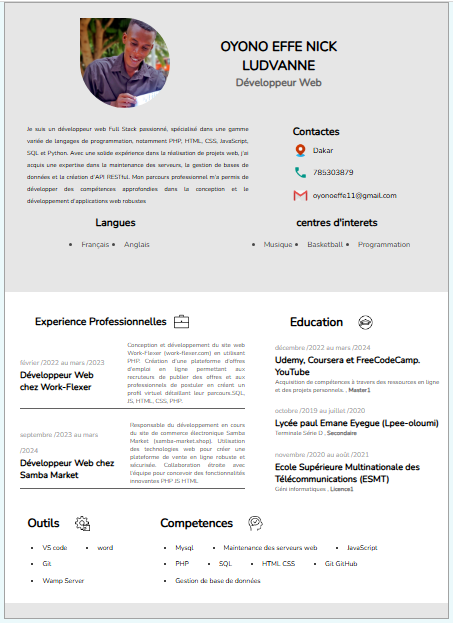 OYONO EFFE NICK
LUDVANNE
Développeur Web
Je suis un développeur web Full Stack passionné, spécialisé dans une gamme
variée de langages de programmation, notamment PHP, HTML, CSS, JavaScript,
SQL et Python. Avec une solide expérience dans la réalisation du projets web, j'ai
acquis une expertise dans la maintenance des serveurs, la gestion de bases de
données et la création d'API RESTful. Mon parcours professionnel m'a permis de
développer des compétences approfondies dans la conception et le
développement d'applications web robustes
Contactes
Dakar
785303879
oyonoeffe11@gmail.com
Langues
• Français • Anglais
centres d'interets
• Musique • Basketball • Programmation
Experience Professionnelles
février /2022 au mars /2023
Développeur Web
chez Work-Flexer
Conception et développement du site web
Work-Flexer (work-flexer.com) en utilisant
PHP. Création d'une plateforme d'offres
d'emploi en ligne permettant aux
recruteurs de publier des offres et aux
professionnels de postuler en créant un
profil virtuel détaillant leur parcours.SQL,
JS, HTML, CSS, PHP.
septembre /2023 au mars
/2024
Développeur Web chez
Samba Market
Responsable du développement en cours
du site de commerce électronique Samba
Market (samba-market.shop). Utilisation
des technologies web pour créer une
plateforme de vente en ligne robuste et
sécurisée. Collaboration étroite avec
l'équipe pour concevoir des fonctionnalités
innovantes PHP JS HTML
Education
décembre /2022 au mars /2024
Udemy, Coursera et FreeCodeCamp.
YouTube
Acquisition de compétences à travers des ressources en ligne
et des projets personnels. , Master1
octobre /2019 au juillet /2020
Lycée paul Emane Eyegue (Lpee-oloumi)
Terminale Série D , Secondaire
novembre /2020 au août /2021
Ecole Supérieure Multinationale des
Télécommunications (ESMT)
Géni informatiques , Licence1
Outils
• VS code • word
• Git
• Wamp Server
Competences
• Mysql • Maintenance des serveurs web • JavaScript
• PHP • SQL • HTML CSS • Git GitHub
• Gestion de base de données